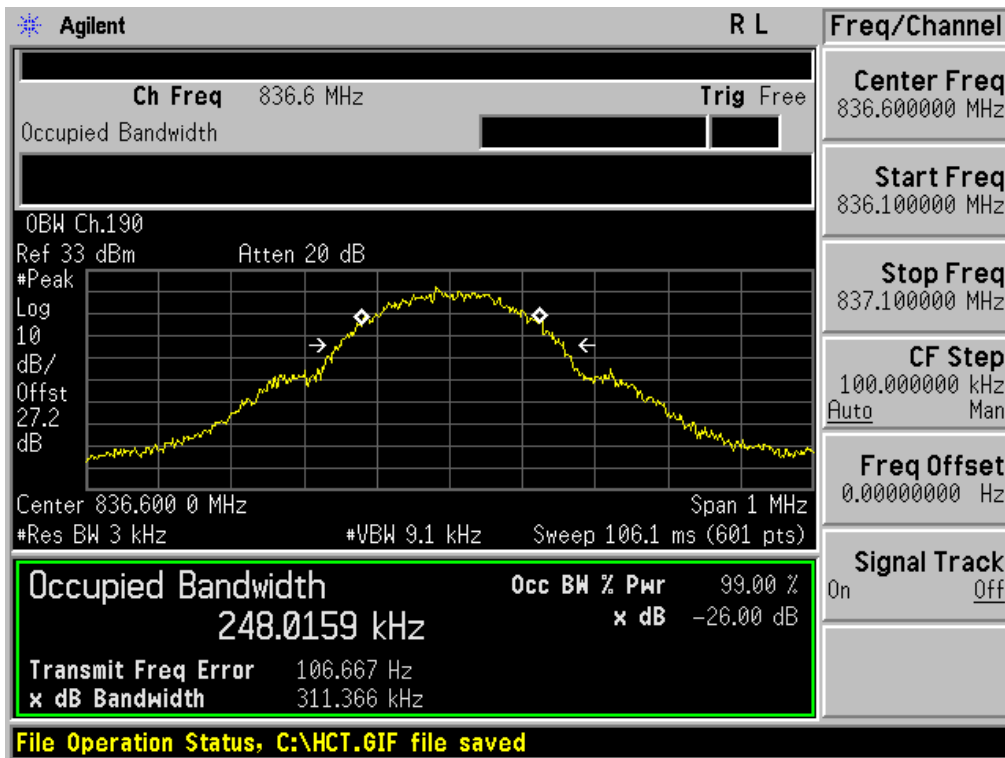 Agilent R L
Ch Freq 836.6 MHz Trig Free
Occupied Bandwidth
OBW Ch.190
Ref 33 dBm Atten 20 dB
#Peak
Log
10
dB/
Offst
27.2
dB
Center 836.600 0 MHz Span 1 MHz
#Res BW 3 kHz #VBW 9.1 kHz Sweep 106.1 ms (601 pts)
Occupied Bandwidth Occ BW % Pwr 99.00 %
248.0159 kHz x dB -26.00 dB
Transmit Freq Error 106.667 Hz
x dB Bandwidth 311.366 kHz
File Operation Status, C:\HCT.GIF file saved
Freq/Channel
Center Freq
836.600000 MHz
Start Freq
836.100000 MHz
Stop Freq
837.100000 MHz
CF Step
100.000000 kHz
Auto Man
Freq Offset
0.00000000 Hz
Signal Track
On Off